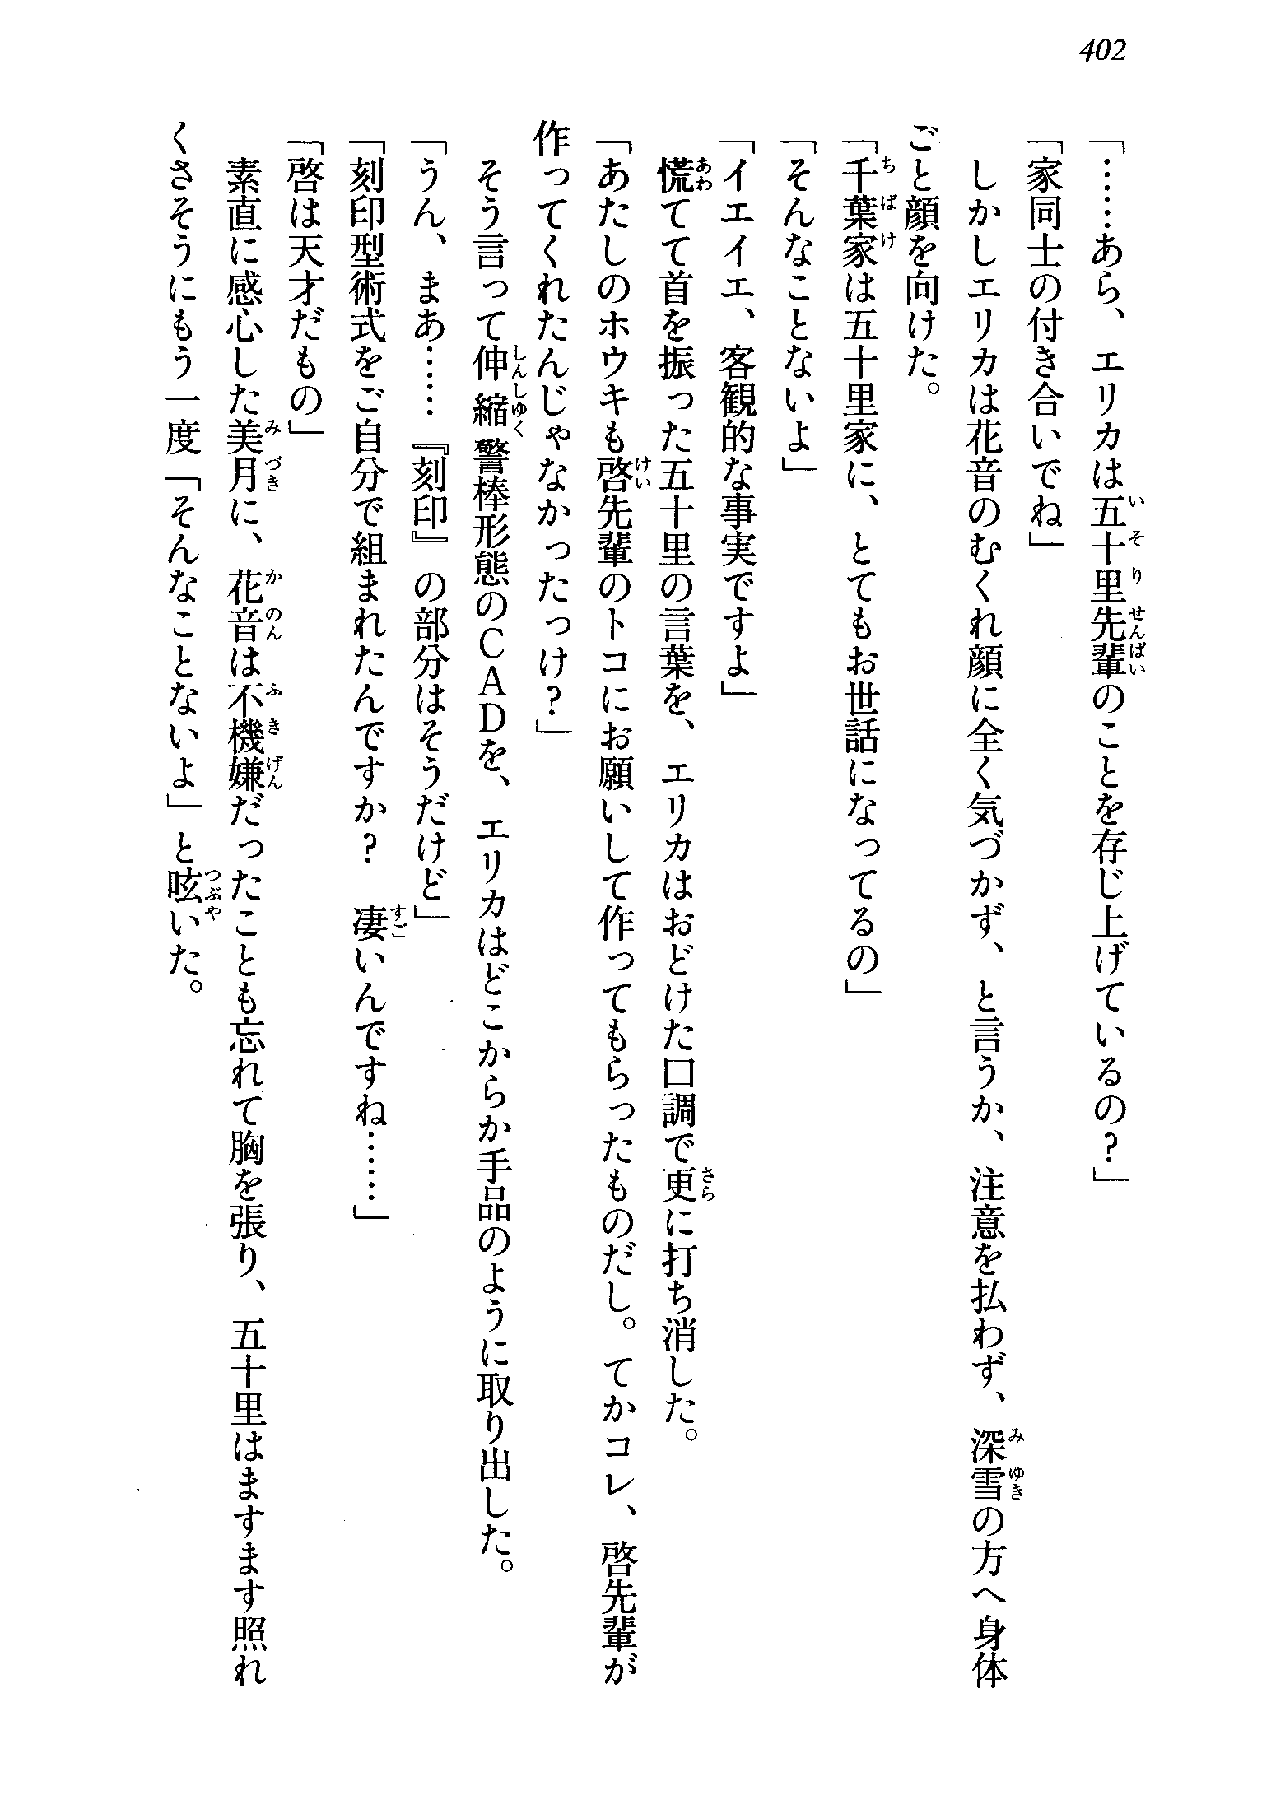 402
「……あら、エリカは五十里先輩のことを存じ上げているの？」
「家同士の付き合いでね」
　しかしエリカは花音のむくれ顔に全く気づかず、と言うか、注意を払わず、深雪の方へ身体
ごと顔を向けた。
「千葉家は五十里家に、とてもお世話になってるの」
「そんなことないよ」
「イエイエ、客観的な事実ですよ」
　慌てて首を振った五十里の言葉を、エリカはおどけた口調で更に打ち消した。
「あたしのホウキも啓先輩のトコにお願いして作ってもらったものだし。てかコレ、啓先輩が
作ってくれたんじゃなかったっけ？」
　そう言って伸縮警棒形態のＣＡＤを、エリカはどこからか手品のように取り出した。
「うん、まあ……『刻印』の部分はそうだけど」
「刻印型術式をご自分で組まれたんですか？　凄いんですね……」
「啓は天才だもの」
　素直に感心した美月に、花音は不機嫌だったことも忘れて胸を張り、五十里はますます照れ
くさそうにもう一度「そんなことないよ」と呟いた。